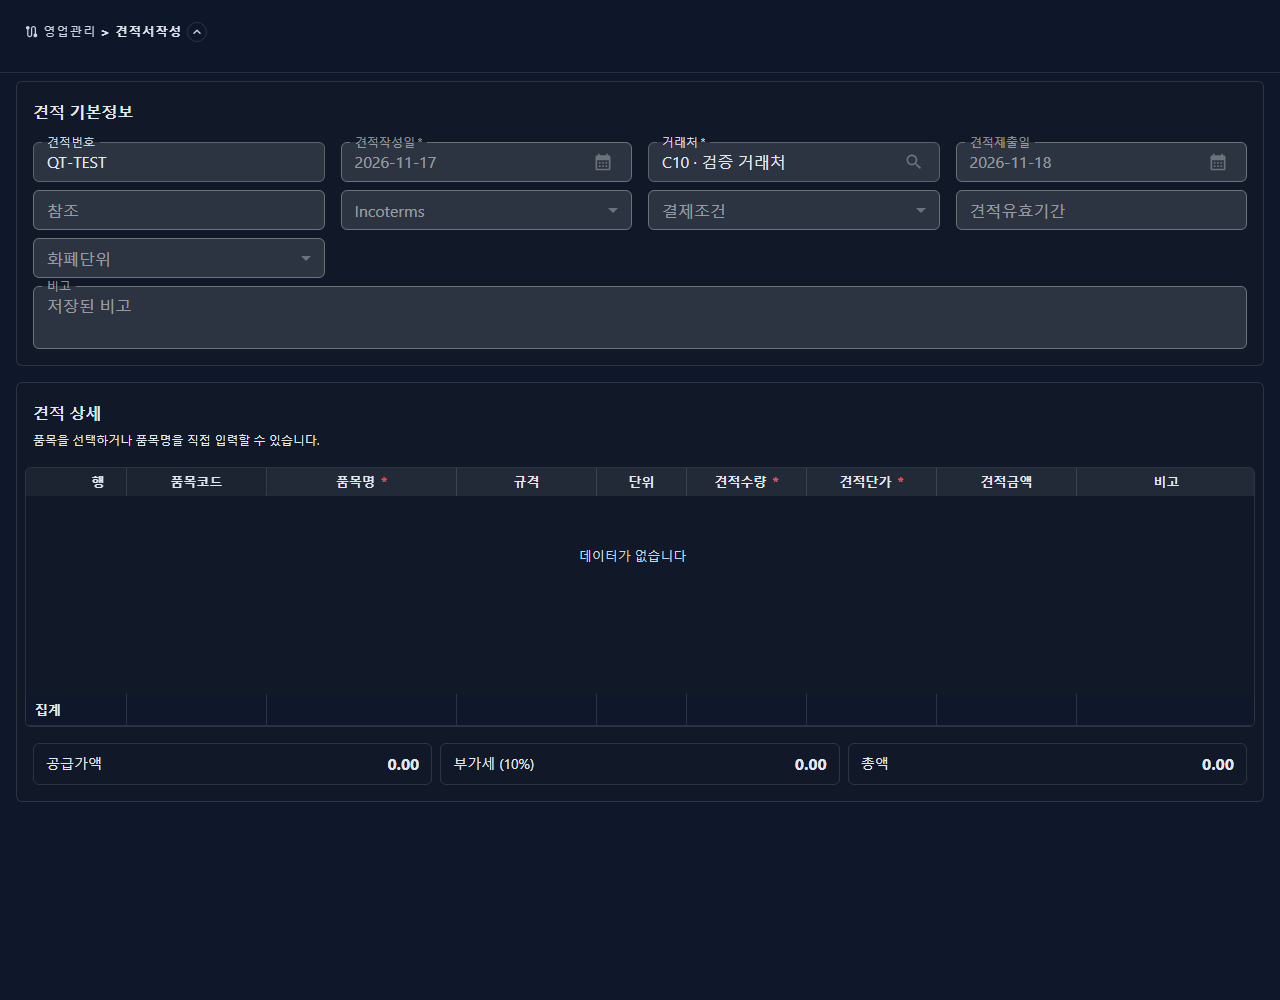 영업관리 > 견적서작성
견적 기본정보
견적번호 견적작성일 * 거래처 * 견적제출일
QT-TEST 2026-11-17 C10 · 검증 거래처 2026-11-18
참조 Incoterms 결제조건 견적유효기간
화폐단위
비고
저장된 비고
견적 상세
품목을 선택하거나 품목명을 직접 입력할 수 있습니다.
행 품목코드 품목명 * 규격 단위 견적수량 * 견적단가 * 견적금액 비고
데이터가 없습니다
집계
공급가액 0.00 부가세 (10%) 0.00 총액 0.00